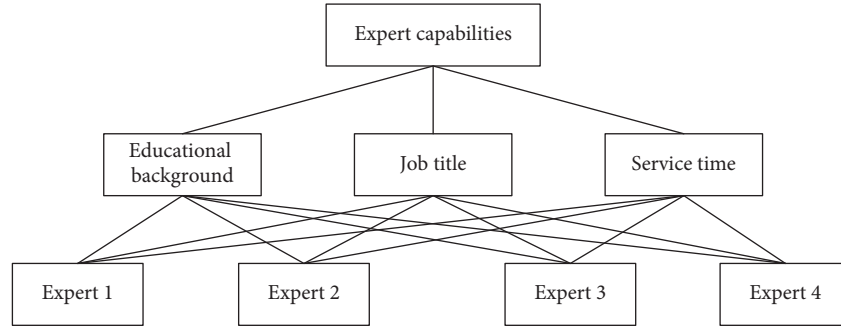 Expert capabilities
Educational
background
Job title
Service time
Expert 1
Expert 2
Expert 3
Expert 4